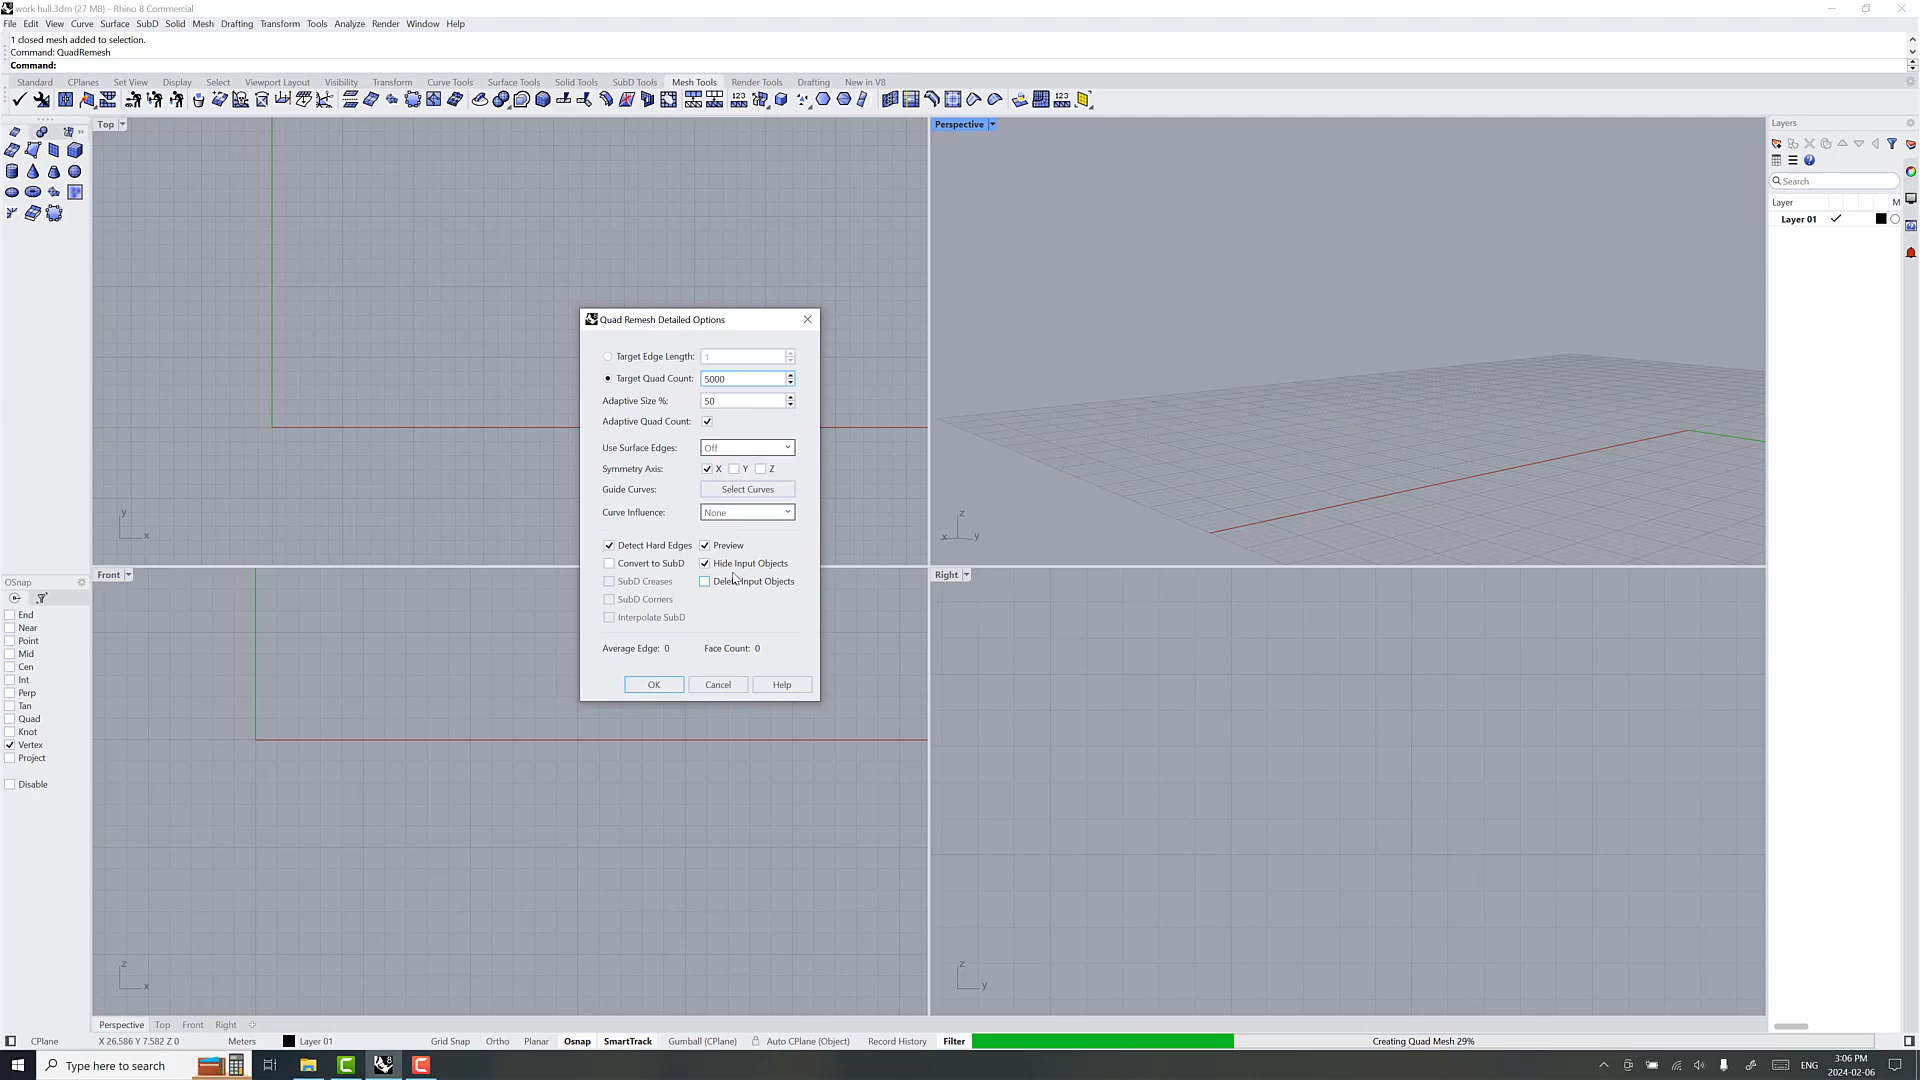 work hull.3dm (27 MB) - Rhino 8 Commercial
File Edit View Curve Surface SubD Solid Mesh Drafting Transform Tools Analyze Render Window Help
1 closed mesh added to selection.
Command: QuadRemesh
Command:
Standard CPlanes Set View Display Select Viewport Layout Visibility Transform Curve Tools Surface Tools Solid Tools SubD Tools Mesh Tools Render Tools Drafting New in V8
Top
Perspective
Layers
Search
Layer M
Layer 01
Quad Remesh Detailed Options
Target Edge Length: 1
Target Quad Count: 5000
Adaptive Size %: 50
Adaptive Quad Count:
Use Surface Edges: Off
Symmetry Axis: X Y Z
Guide Curves: Select Curves
Curve Influence: None
Detect Hard Edges Preview
Convert to SubD Hide Input Objects
SubD Creases Delete Input Objects
SubD Corners
Interpolate SubD
Average Edge: 0 Face Count: 0
OK Cancel Help
y
x
z
x
y
Front
Right
OSnap
End
Near
Point
Mid
Cen
Int
Perp
Tan
Quad
Knot
Vertex
Project
Disable
z
x
z
y
Perspective Top Front Right
CPlane X 26.586 Y 7.582 Z 0 Meters Layer 01 Grid Snap Ortho Planar Osnap SmartTrack Gumball (CPlane) Auto CPlane (Object) Record History Filter Creating Quad Mesh 29%
Type here to search
ENG
3:06 PM
2024-02-06